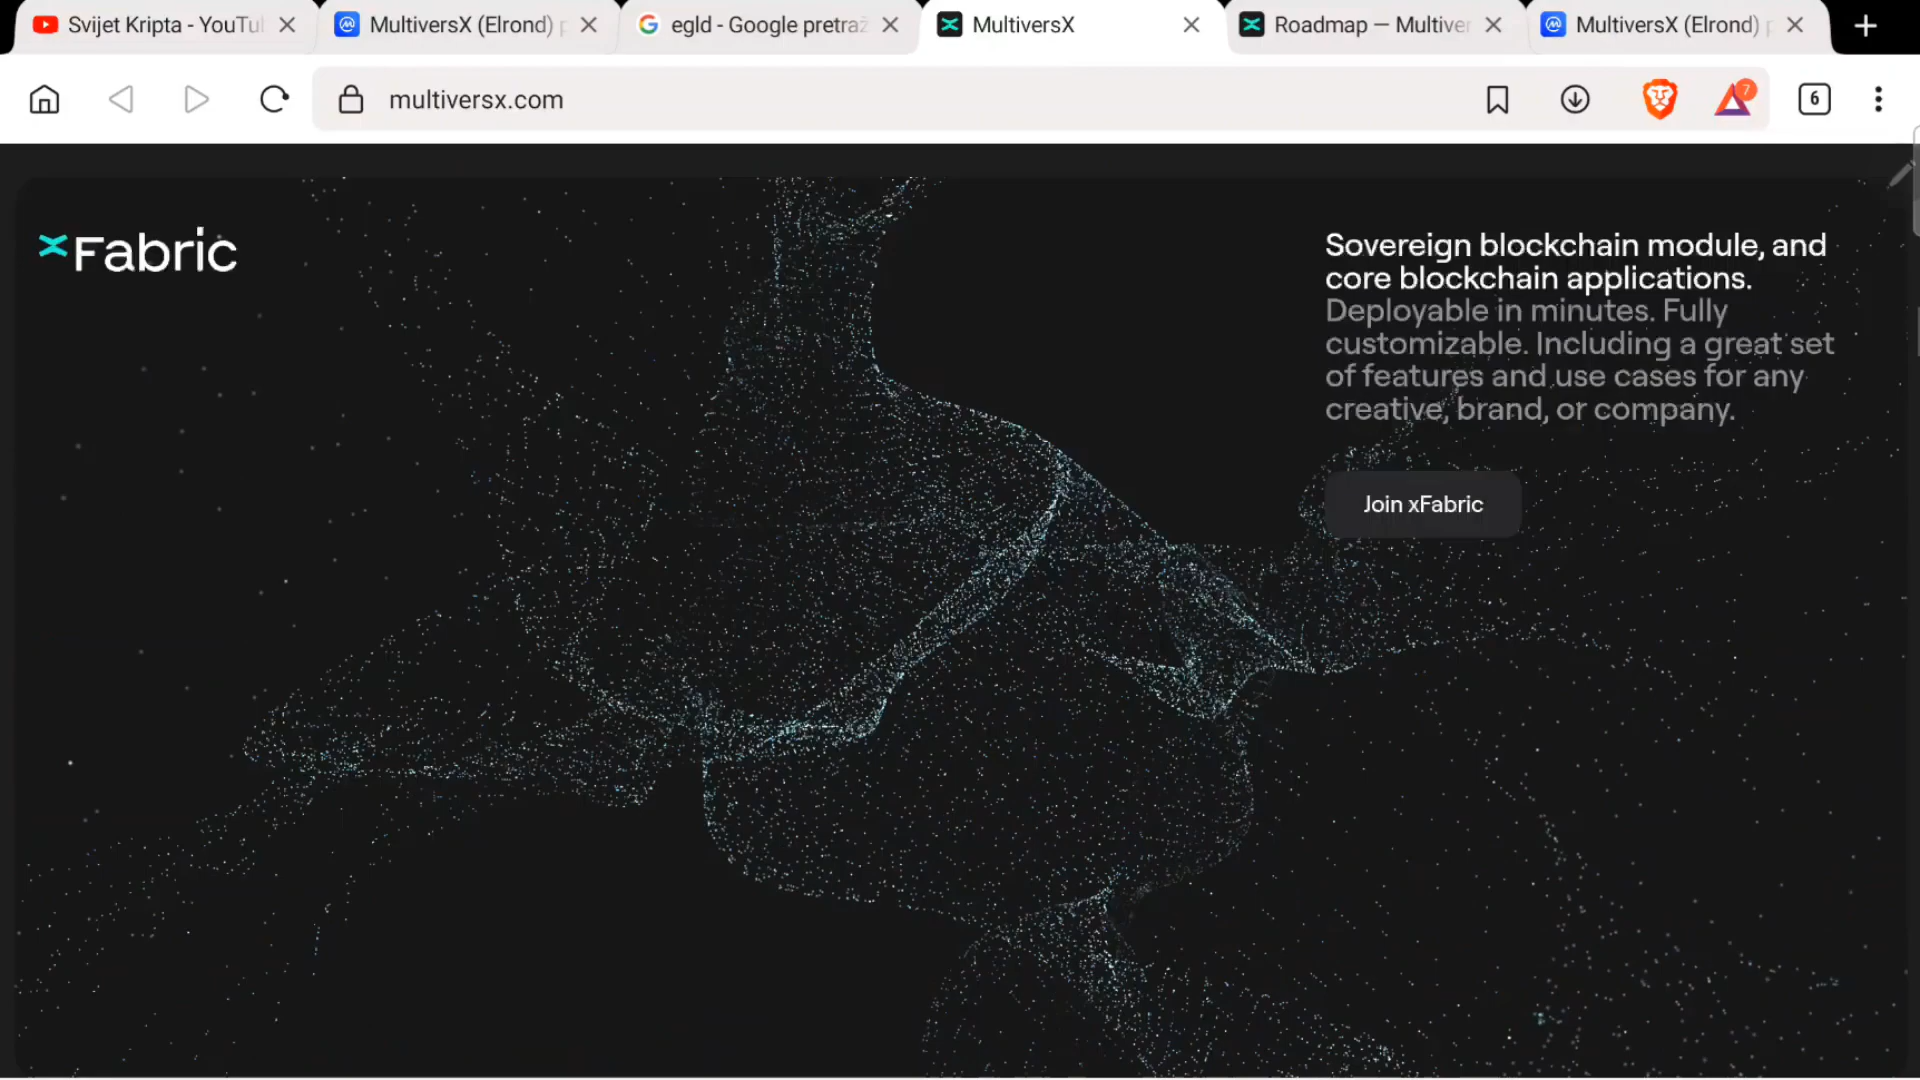 Svijet Kripta - YouTu
MultiversX (Elrond) p
egld - Google pretraž
MultiversX
Roadmap — Multiver
MultiversX (Elrond) p
multiversx.com
7
6
xFabric
Sovereign blockchain module, and
core blockchain applications.
Deployable in minutes. Fully
customizable. Including a great set
of features and use cases for any
creative, brand, or company.
Join xFabric